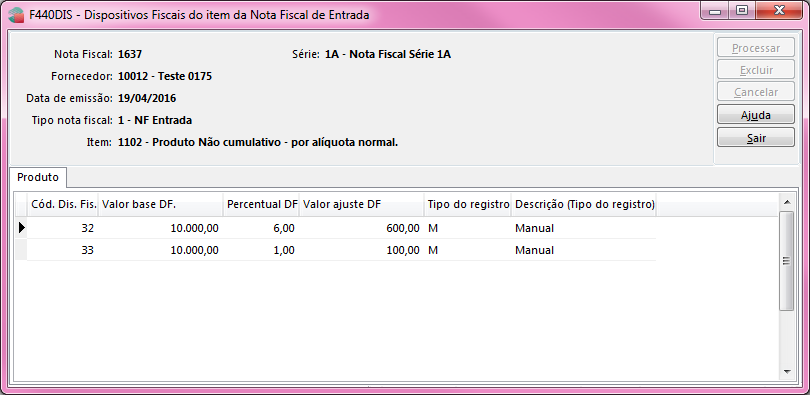 F440DIS - Dispositivos Fiscais do item da Nota Fiscal de Entrada
Nota Fiscal: 1637 Série: 1A - Nota Fiscal Série 1A
Fornecedor: 10012 - Teste 0175
Data de emissão: 19/04/2016
Tipo nota fiscal: 1 - NF Entrada
Item: 1102 - Produto Não cumulativo - por alíquota normal.
Processar
Excluir
Cancelar
Ajuda
Sair
Produto
Cód. Dis. Fis. Valor base DF. Percentual DF Valor ajuste DF Tipo do registro Descrição (Tipo do registro)
32 10.000,00 6,00 600,00 M Manual
33 10.000,00 1,00 100,00 M Manual